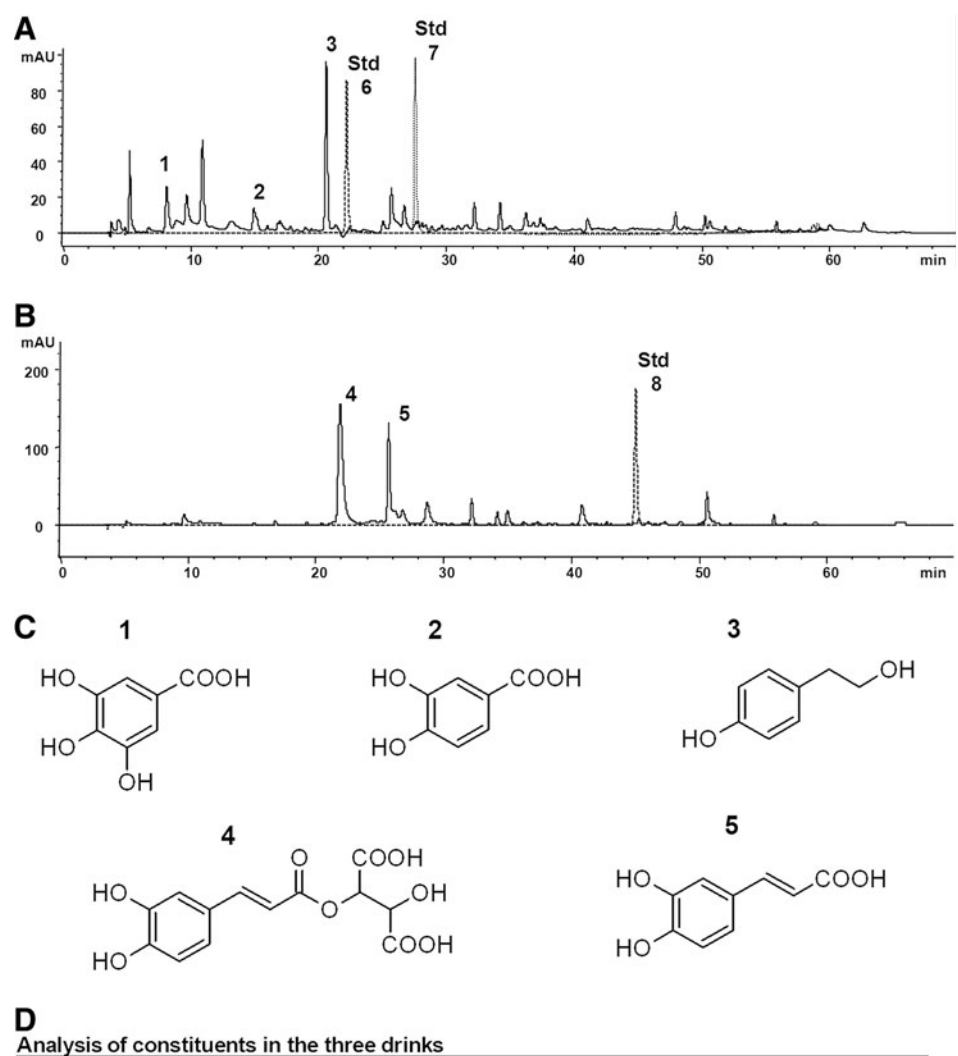 A
mAU
80
60
40
20
0
1
2
3
Std
6
Std
7
0 10 20 30 40 50 60 min
B
mAU
200
100
0
4
5
Std
8
0 10 20 30 40 50 60 min
C
1 2 3
HO COOH
HO
OH
HO COOH
HO
OH
HO
4 5
O COOH
HO OH
HO O
COOH
HO COOH
HO
D
Analysis of constituents in the three drinks